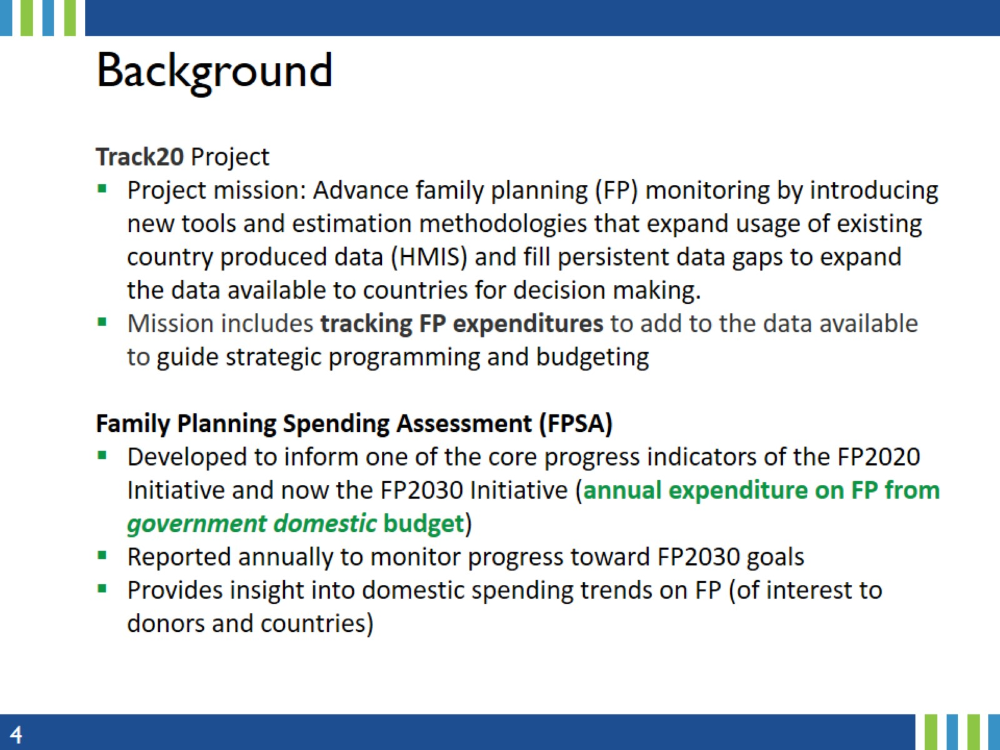 Background
Track20 Project
▪ Project mission: Advance family planning (FP) monitoring by introducing
new tools and estimation methodologies that expand usage of existing
country produced data (HMIS) and fill persistent data gaps to expand
the data available to countries for decision making.
▪ Mission includes tracking FP expenditures to add to the data available
to guide strategic programming and budgeting
Family Planning Spending Assessment (FPSA)
▪ Developed to inform one of the core progress indicators of the FP2020
Initiative and now the FP2030 Initiative (annual expenditure on FP from
government domestic budget)
▪ Reported annually to monitor progress toward FP2030 goals
▪ Provides insight into domestic spending trends on FP (of interest to
donors and countries)
4